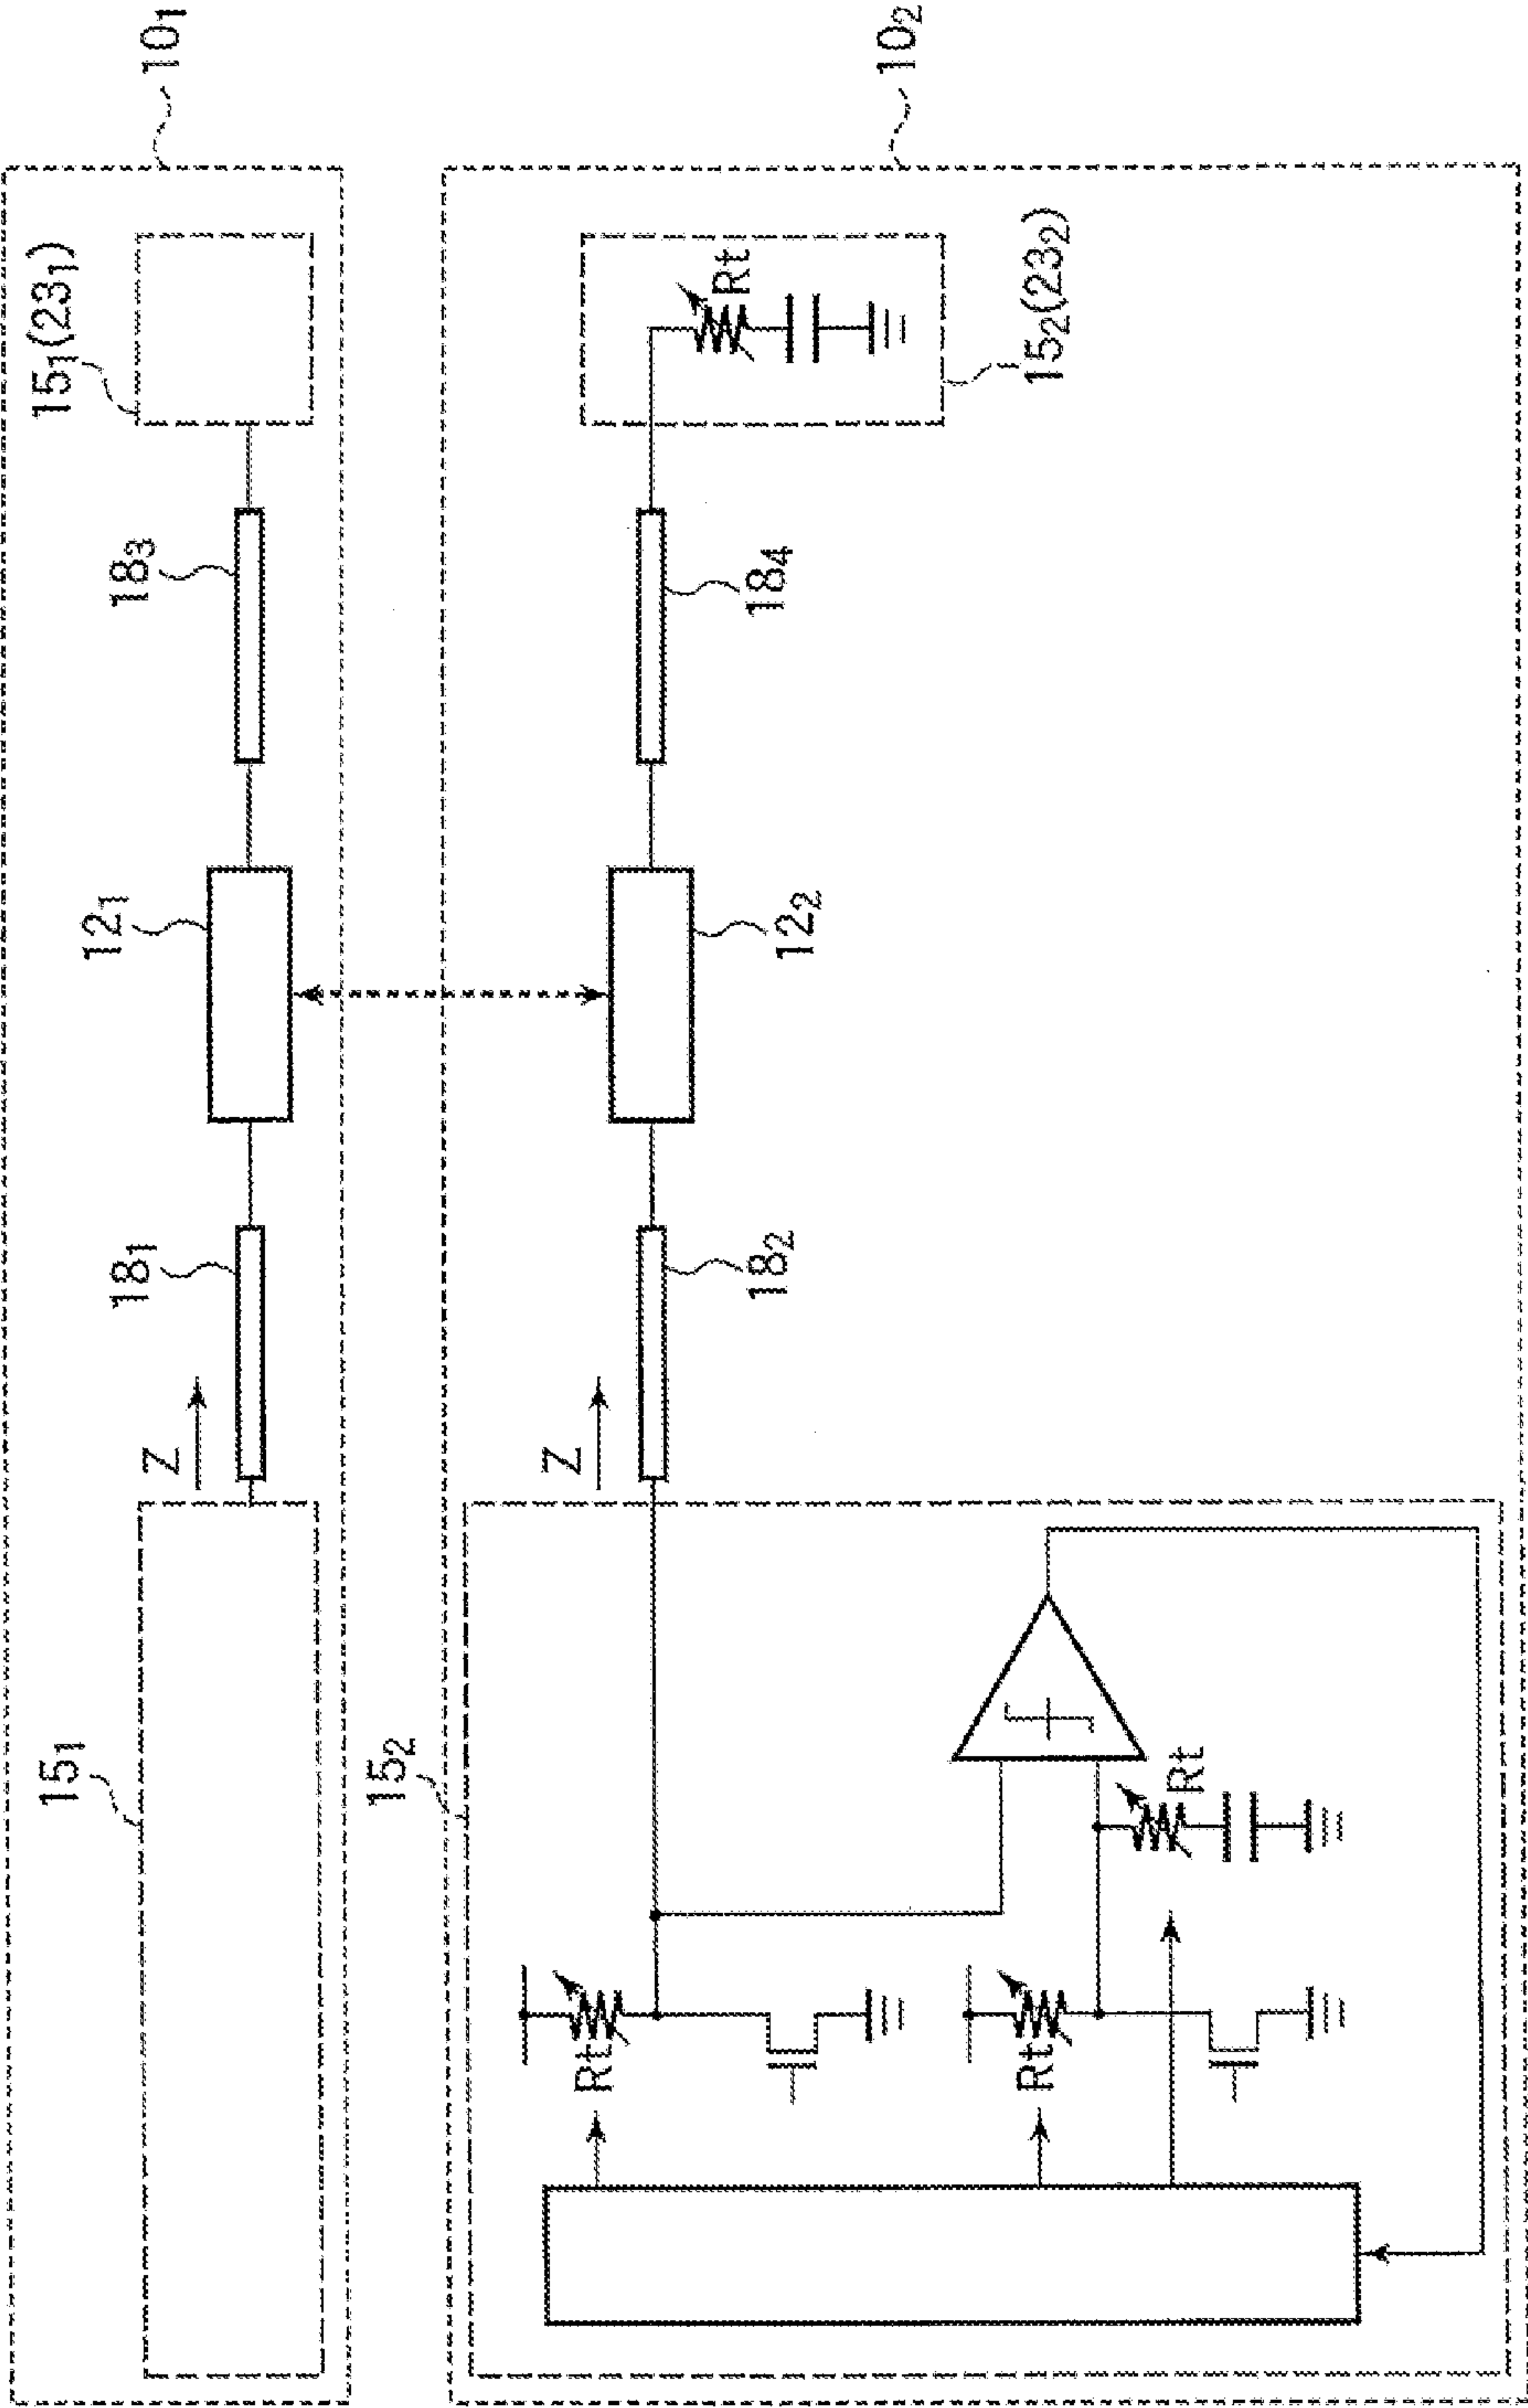 10₁
15₁(23₁)
18₃
12₁
18₁
Z
15₁
10₂
Rt
15₂(23₂)
18₄
12₂
18₂
Z
15₂
Rt
Rt
Rt